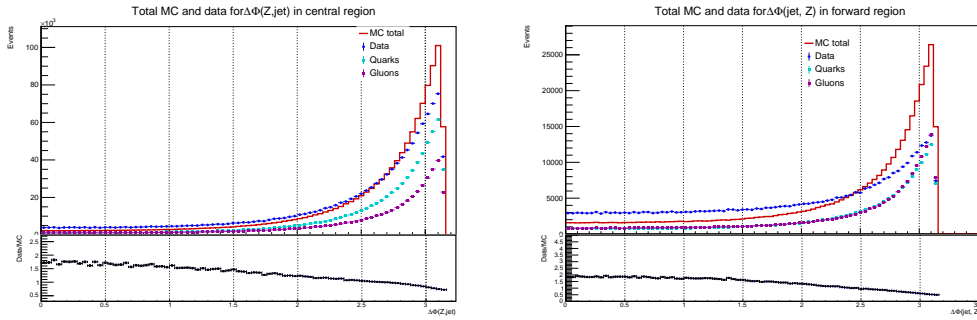 Total MC and data forΔΦ(Z,jet) in central region
Events
×10³
100
80
60
40
20
0
MC total
Data
Quarks
Gluons
Data/MC
2.5
2
1.5
1
0.5
0 0.5 1 1.5 2 2.5 3
ΔΦ(Z,jet)
Total MC and data forΔΦ(jet, Z) in forward region
Events
25000
20000
15000
10000
5000
0
MC total
Data
Quarks
Gluons
Data/MC
4.5
4
3.5
3
2.5
2
1.5
1
0.5
0 0.5 1 1.5 2 2.5 3
ΔΦ(jet, Z)